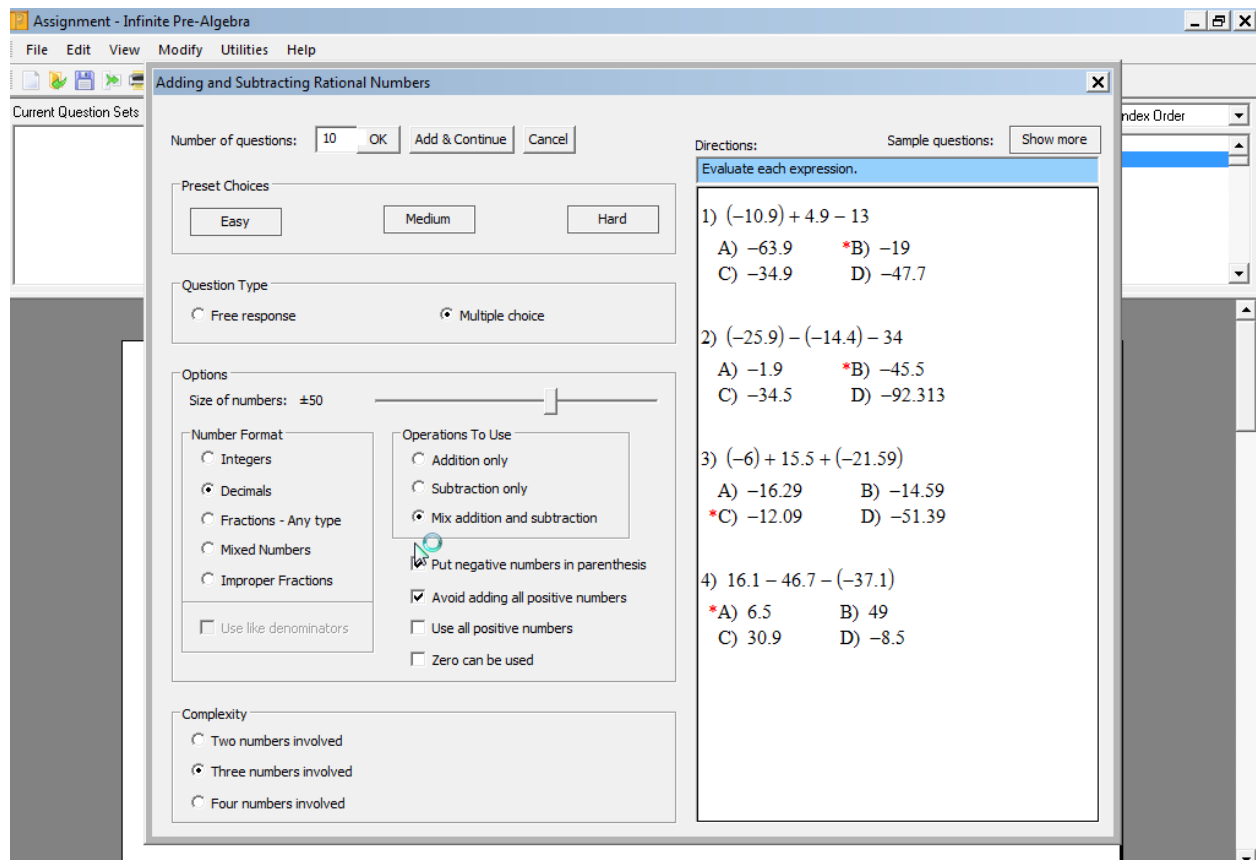 Assignment - Infinite Pre-Algebra
File Edit View Modify Utilities Help
Adding and Subtracting Rational Numbers
Current Question Sets
ndex Order
Number of questions: 10 OK Add & Continue Cancel
Preset Choices
Easy Medium Hard
Question Type
Free response Multiple choice
Options
Size of numbers: ±50
Number Format
Integers
Decimals
Fractions - Any type
Mixed Numbers
Improper Fractions
Use like denominators
Operations To Use
Addition only
Subtraction only
Mix addition and subtraction
Put negative numbers in parenthesis
Avoid adding all positive numbers
Use all positive numbers
Zero can be used
Complexity
Two numbers involved
Three numbers involved
Four numbers involved
Directions: Sample questions: Show more
Evaluate each expression.
1) (−10.9) + 4.9 − 13
A) −63.9 *B) −19
C) −34.9 D) −47.7
2) (−25.9) − (−14.4) − 34
A) −1.9 *B) −45.5
C) −34.5 D) −92.313
3) (−6) + 15.5 + (−21.59)
A) −16.29 B) −14.59
*C) −12.09 D) −51.39
4) 16.1 − 46.7 − (−37.1)
*A) 6.5 B) 49
C) 30.9 D) −8.5